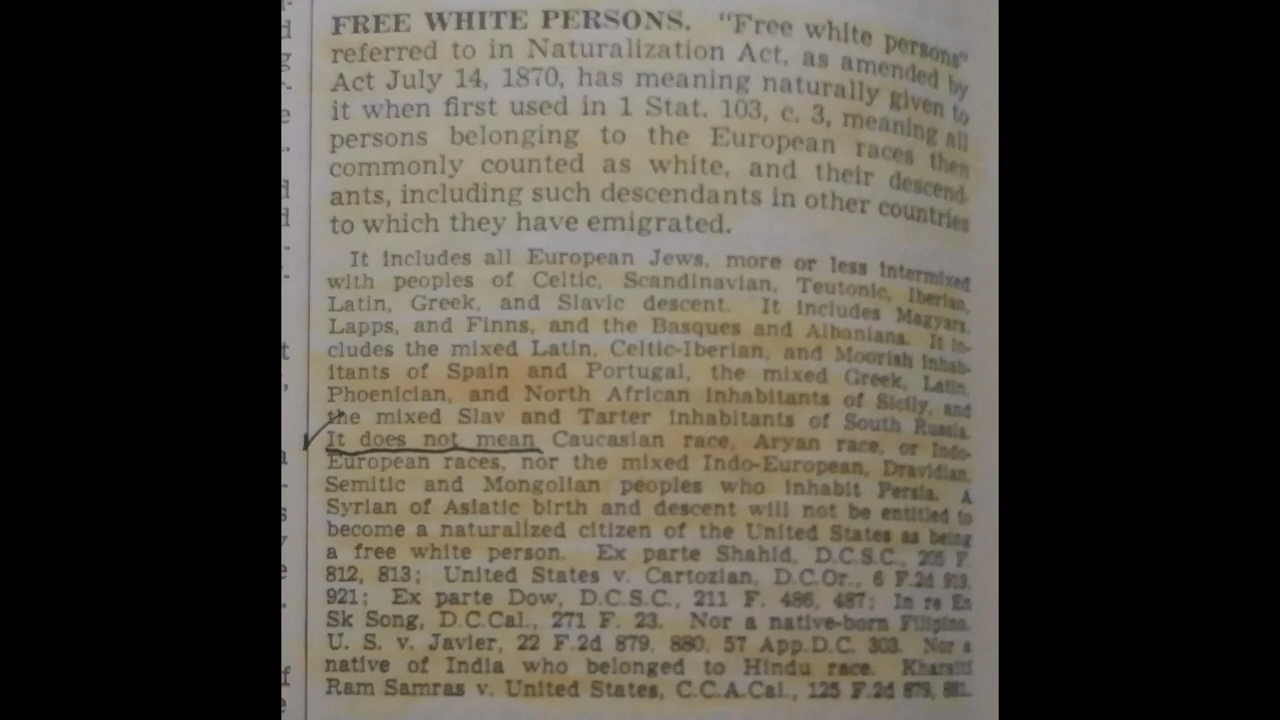 FREE WHITE PERSONS. "Free white persons"
referred to in Naturalization Act, as amended by
Act July 14, 1870, has meaning naturally given to
it when first used in 1 Stat. 103, c. 3, meaning all
persons belonging to the European races then
commonly counted as white, and their descend-
ants, including such descendants in other countries
to which they have emigrated.
It includes all European Jews, more or less intermixed
with peoples of Celtic, Scandinavian, Teutonic, Iberian,
Latin, Greek, and Slavic descent. It includes Magyars,
Lapps, and Finns, and the Basques and Albanians. It in-
cludes the mixed Latin, Celtic-Iberian, and Moorish inhab-
itants of Spain and Portugal, the mixed Greek, Latin,
Phoenician, and North African inhabitants of Sicily, and
the mixed Slav and Tarter inhabitants of South Russia.
It does not mean Caucasian race, Aryan race, or Indo-
European races, nor the mixed Indo-European, Dravidian,
Semitic and Mongolian peoples who inhabit Persia. A
Syrian of Asiatic birth and descent will not be entitled to
become a naturalized citizen of the United States as being
a free white person. Ex parte Shahid, D.C.S.C., 205 F.
812, 813; United States v. Cartozian, D.C.Or., 6 F.2d 919,
921; Ex parte Dow, D.C.S.C., 211 F. 486, 487; In re En
Sk Song, D.C.Cal., 271 F. 23. Nor a native-born Filipino.
U. S. v. Javier, 22 F.2d 879, 880, 57 App.D.C. 303. Nor a
native of India who belonged to Hindu race. Kharaiti
Ram Samras v. United States, C.C.A.Cal., 125 F.2d 879, 881.